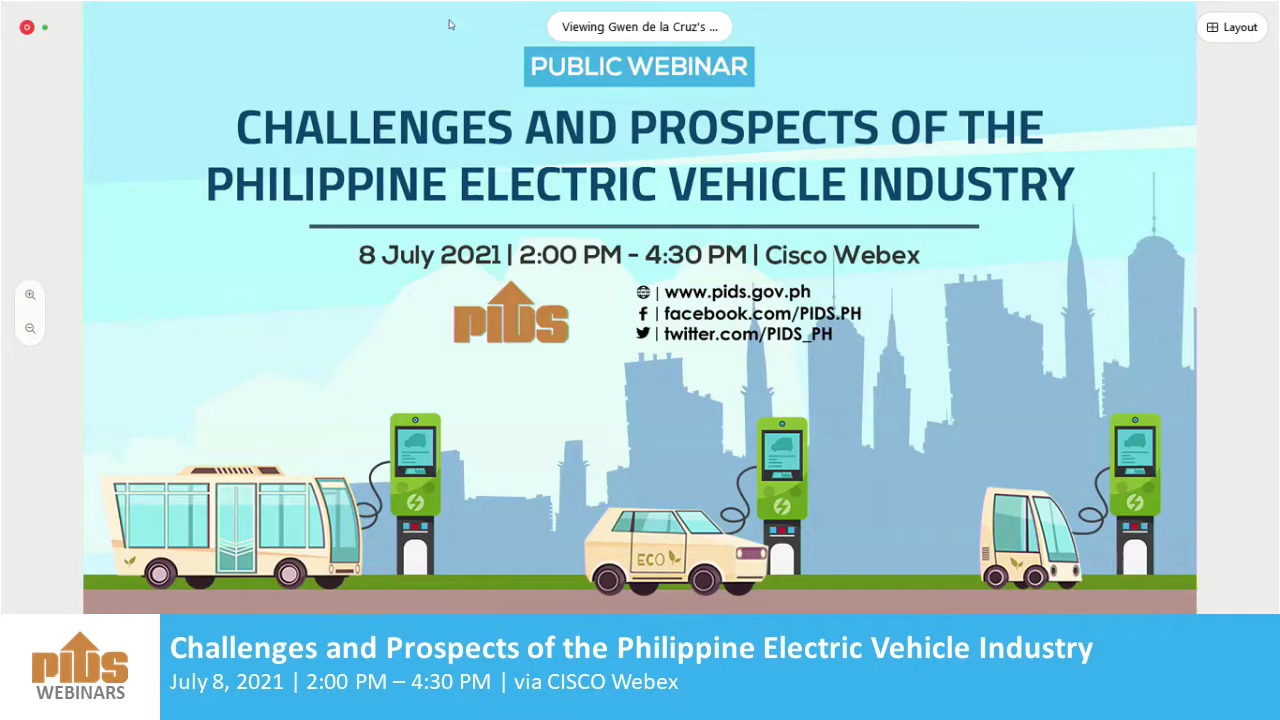 Viewing Gwen de la Cruz's ...
Layout
PUBLIC WEBINAR
CHALLENGES AND PROSPECTS OF THE
PHILIPPINE ELECTRIC VEHICLE INDUSTRY
8 July 2021 | 2:00 PM - 4:30 PM | Cisco Webex
PIDS
| www.pids.gov.ph
| facebook.com/PIDS.PH
| twitter.com/PIDS_PH
ECO
PIDS
WEBINARS
Challenges and Prospects of the Philippine Electric Vehicle Industry
July 8, 2021 | 2:00 PM – 4:30 PM | via CISCO Webex